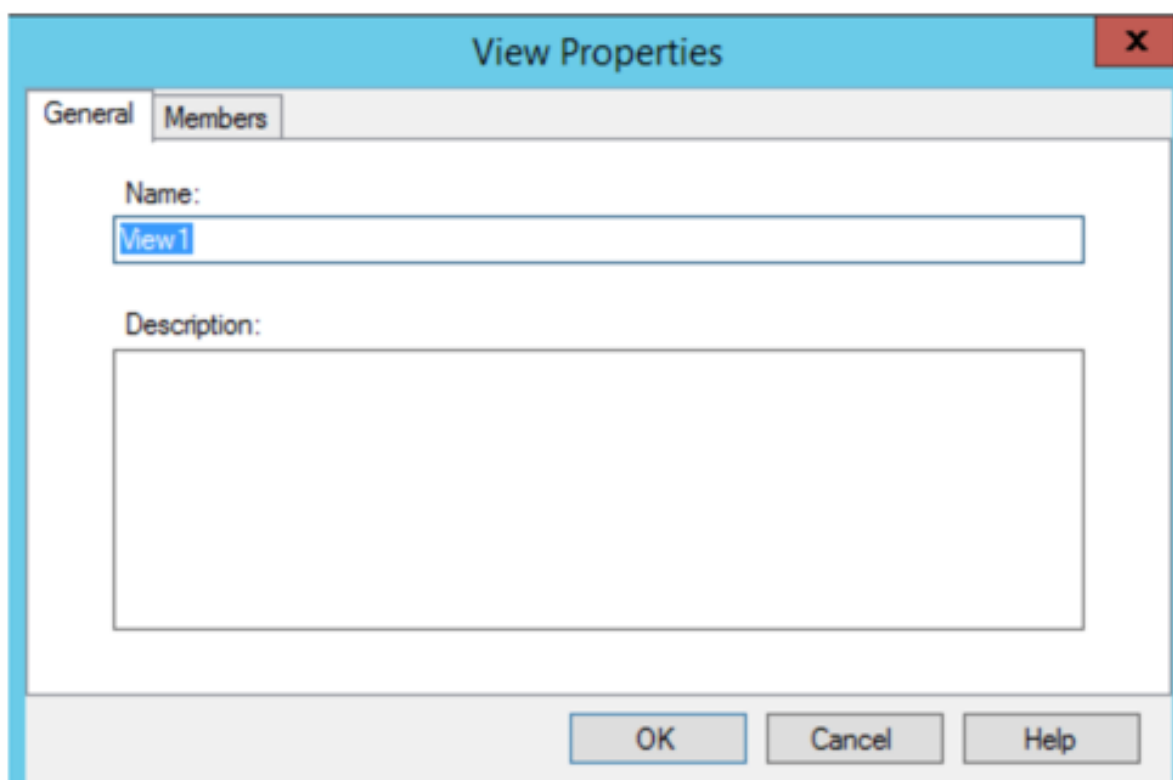 View Properties
x
General Members
Name:
View1
Description:
OK Cancel Help